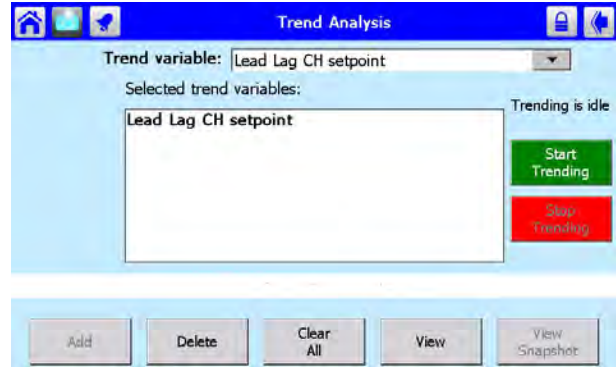 Trend Analysis
Trend variable: Lead Lag CH setpoint
Selected trend variables:
Lead Lag CH setpoint
Trending is idle
Start
Trending
Stop
Trending
Add
Delete
Clear
All
View
View
Snapshot